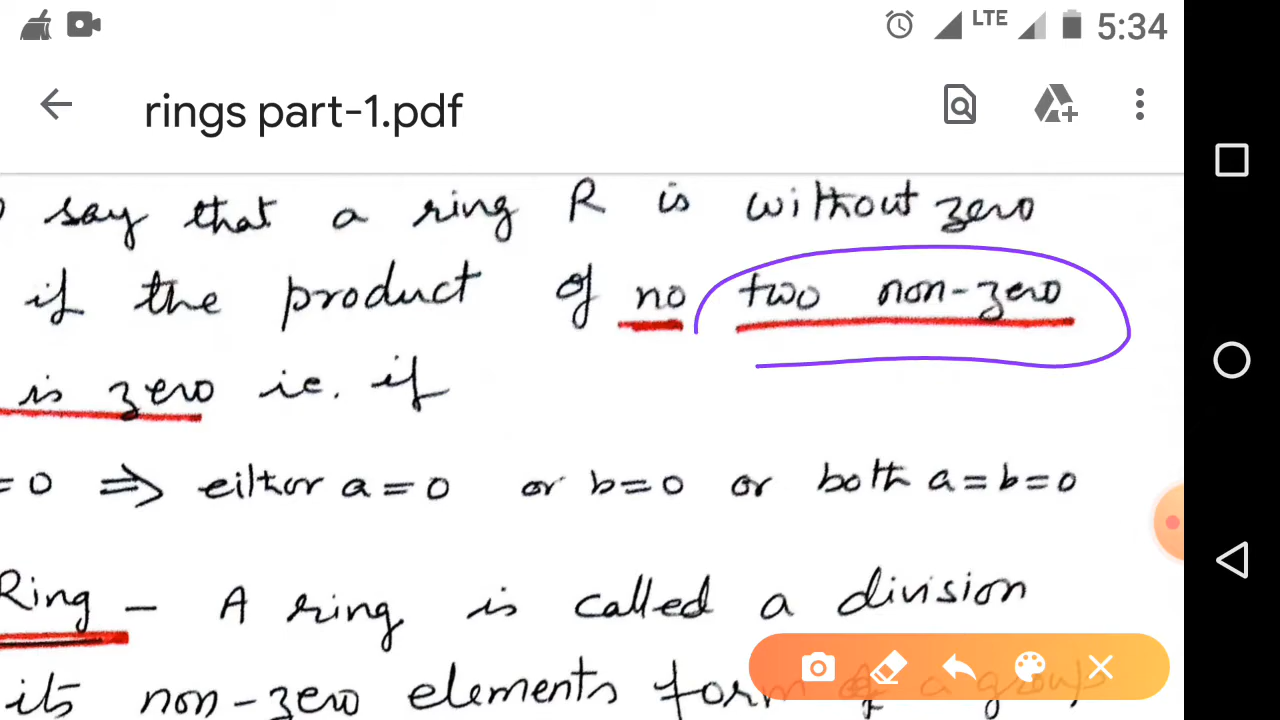 LTE 5:34
rings part-1.pdf
say that a ring R is without zero
if the product of no two non-zero
is zero ie. if
=0 ⇒ either a=0 or b=0 or both a=b=0
Ring – A ring is called a division
its non-zero elements form a group